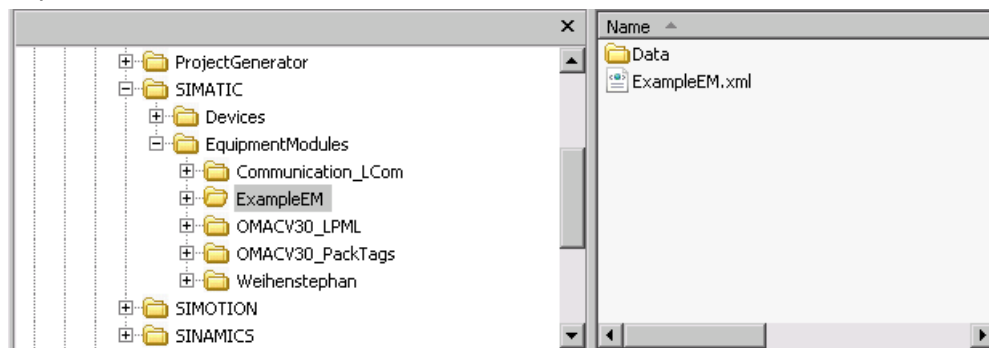 Name
ProjectGenerator
SIMATIC
Devices
EquipmentModules
Communication_LCom
ExampleEM
OMACV30_LPML
OMACV30_PackTags
Weihenstephan
SIMOTION
SINAMICS
Data
ExampleEM.xml